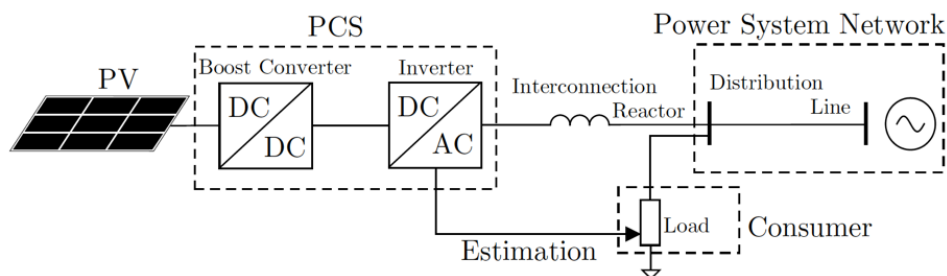 PCS
Power System Network
PV
Boost Converter
Inverter
Interconnection
Reactor
Distribution
Line
DC
DC
DC
AC
Load
Consumer
Estimation